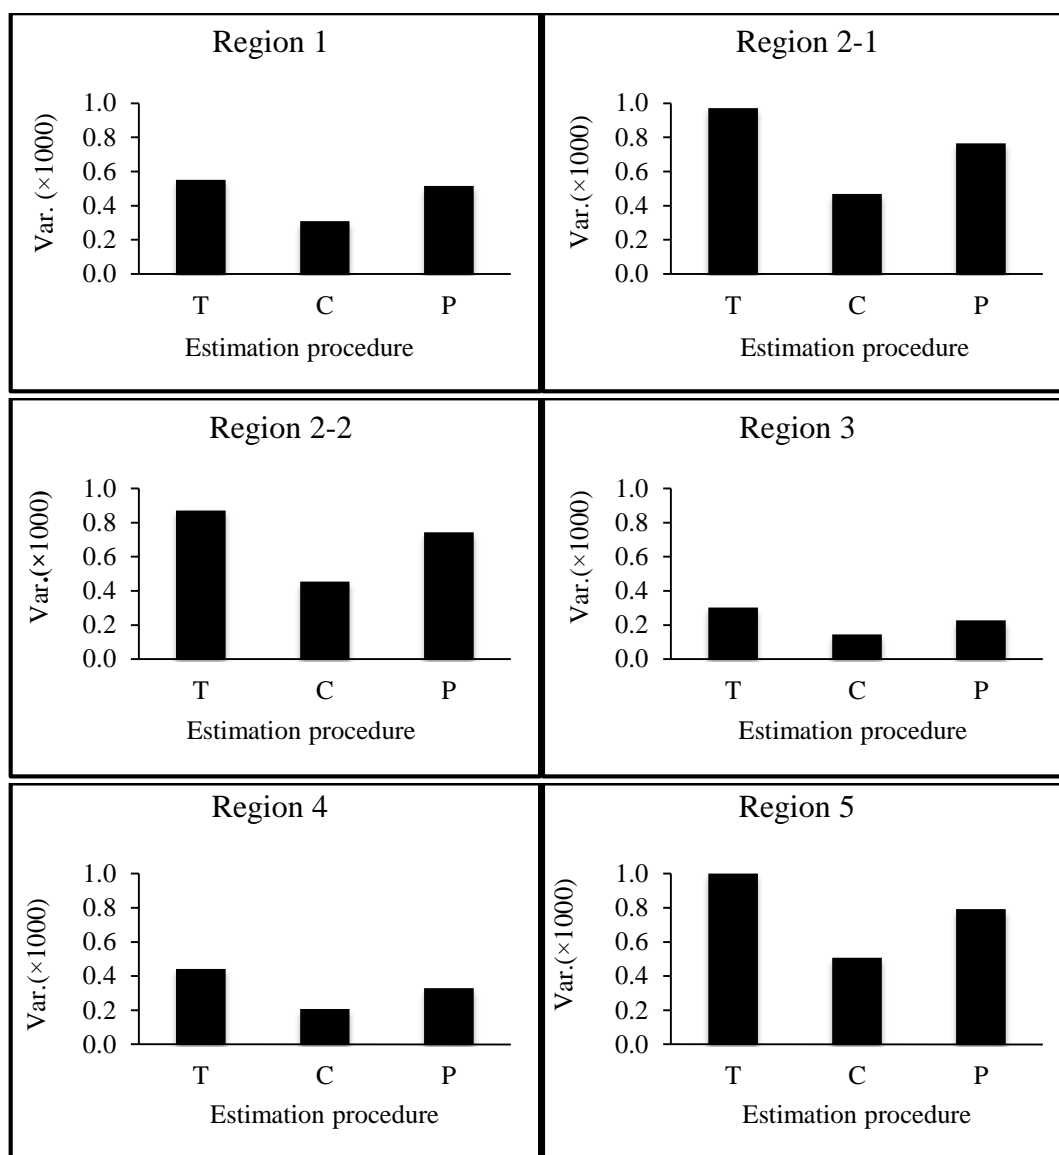 Region 1
Var. (×1000)
1.0
0.8
0.6
0.4
0.2
0.0
T C P
Estimation procedure
Region 2-1
Var.(×1000)
1.0
0.8
0.6
0.4
0.2
0.0
T C P
Estimation procedure
Region 2-2
Var.(×1000)
1.0
0.8
0.6
0.4
0.2
0.0
T C P
Estimation procedure
Region 3
Var.(×1000)
1.0
0.8
0.6
0.4
0.2
0.0
T C P
Estimation procedure
Region 4
Var.(×1000)
1.0
0.8
0.6
0.4
0.2
0.0
T C P
Estimation procedure
Region 5
Var.(×1000)
1.0
0.8
0.6
0.4
0.2
0.0
T C P
Estimation procedure